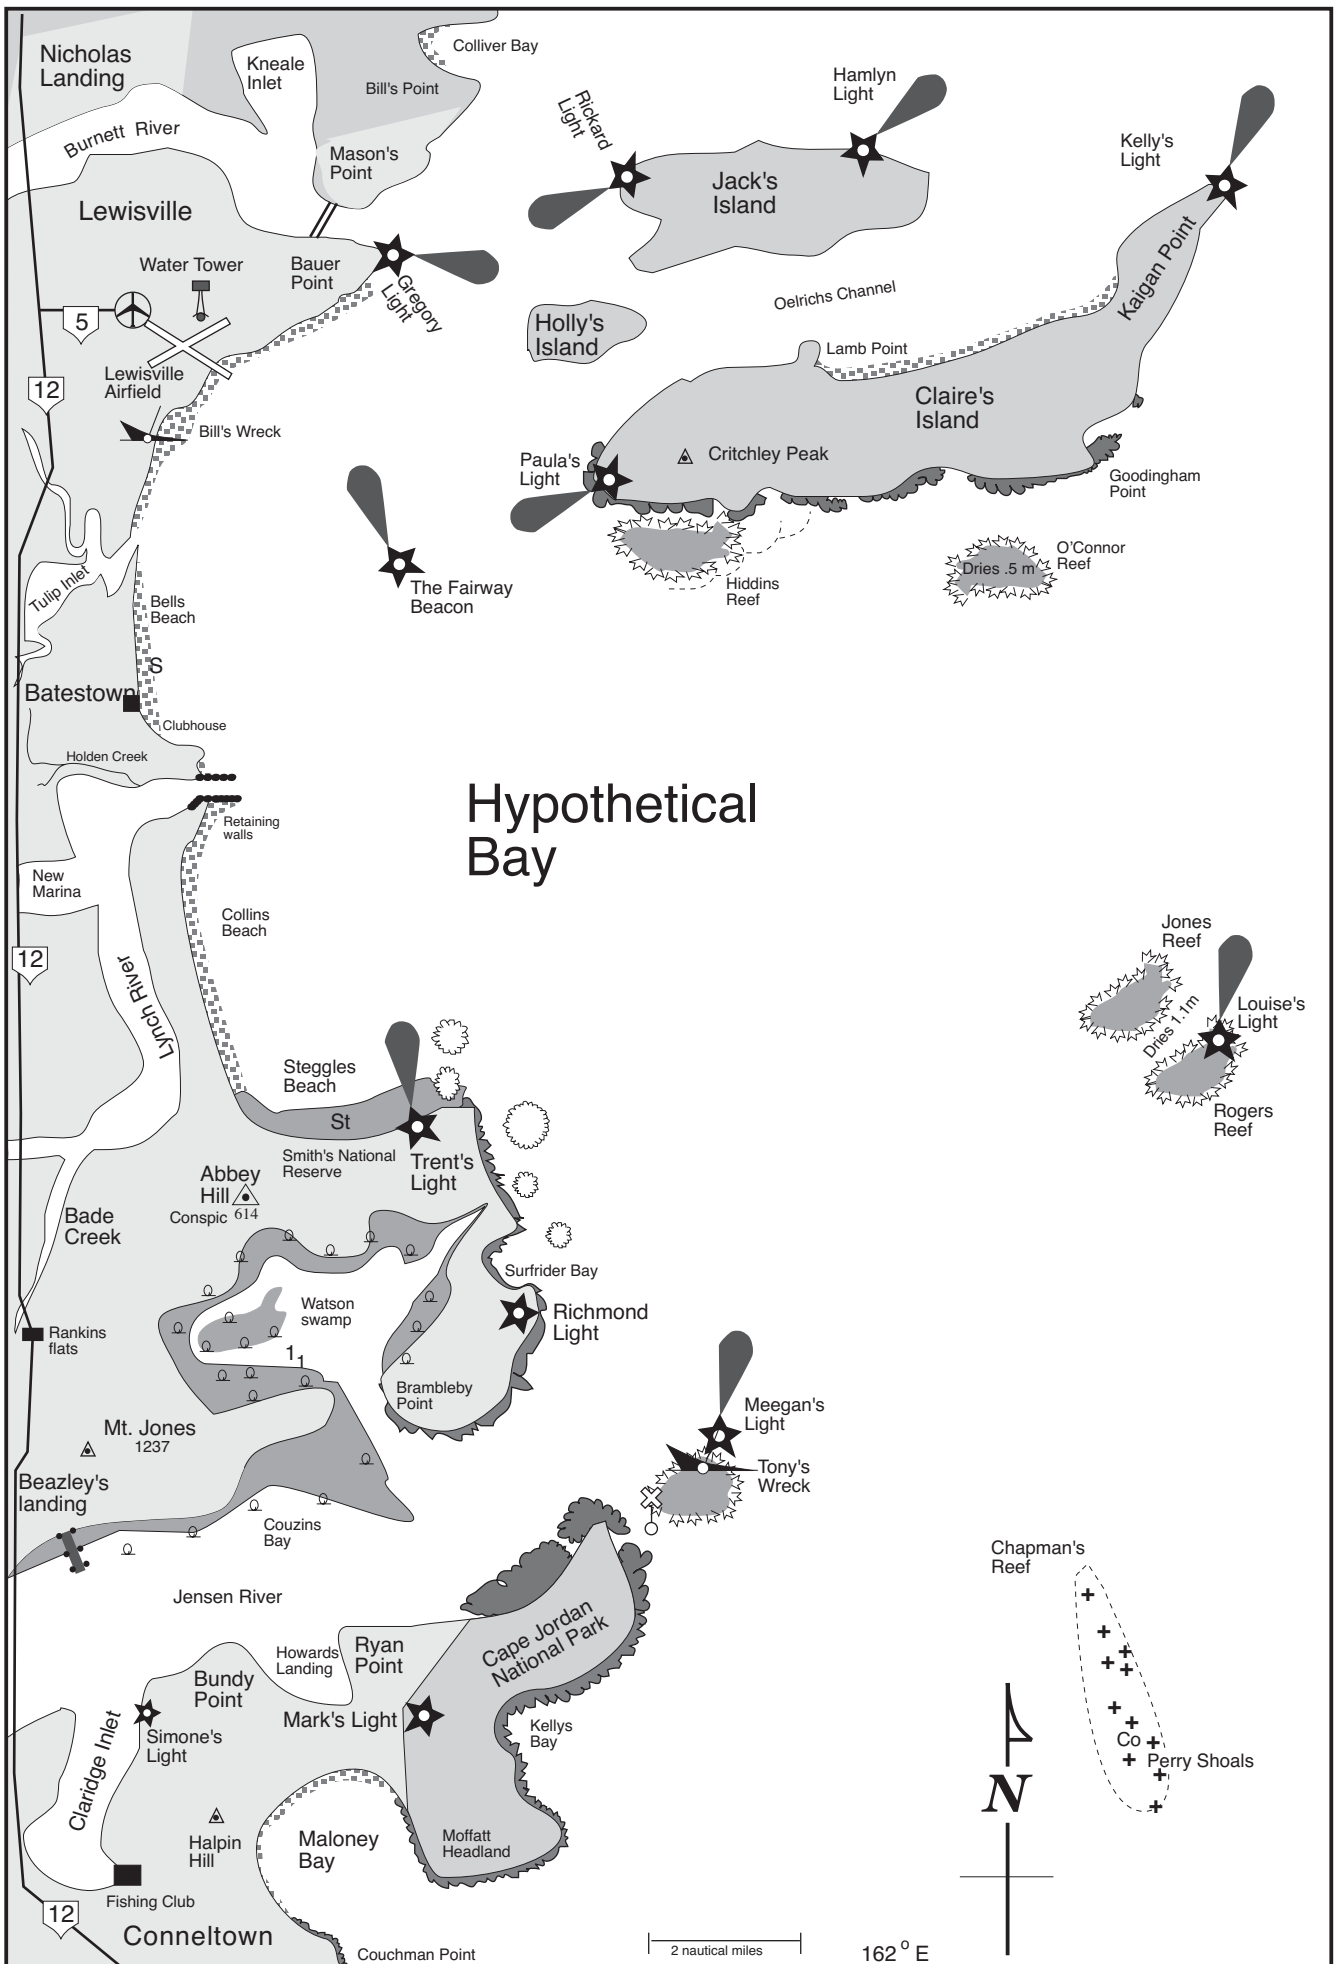 Colliver Bay
Nicholas
Landing
Kneale
Inlet
Bill's Point
Hamlyn
Light
Rickard
Light
Kelly's
Light
Burnett River
Mason's
Point
Jack's
Island
Lewisville
Water Tower
Bauer
Point
Gregory
Light
Kaigan Point
Oelrichs Channel
5
Holly's
Island
Lamb Point
Lewisville
Airfield
12
Claire's
Island
Bill's Wreck
Paula's
Light
Critchley Peak
Goodingham
Point
Tulip Inlet
The Fairway
Beacon
Hiddins
Reef
Dries .5 m
O'Connor
Reef
Bells
Beach
S
Batestown
Clubhouse
Holden Creek
Hypothetical
Bay
Retaining
walls
New
Marina
Collins
Beach
12
Lynch River
Jones
Reef
Louise's
Light
Dries 1.1m
Rogers
Reef
Steggles
Beach
St
Smith's National
Reserve
Trent's
Light
Abbey
Hill
Conspic 614
Bade
Creek
Surfrider Bay
Watson
swamp
Richmond
Light
Rankins
flats
1
1
Brambleby
Point
Meegan's
Light
Mt. Jones
1237
Tony's
Wreck
Beazley's
landing
Couzins
Bay
Chapman's
Reef
Jensen River
Cape Jordan
National Park
Howards
Landing
Ryan
Point
Bundy
Point
Mark's Light
Kellys
Bay
Simone's
Light
Claridge Inlet
Co
Perry Shoals
N
Halpin
Hill
Maloney
Bay
Moffatt
Headland
Fishing Club
12
Conneltown
Couchman Point
2 nautical miles
162 o E